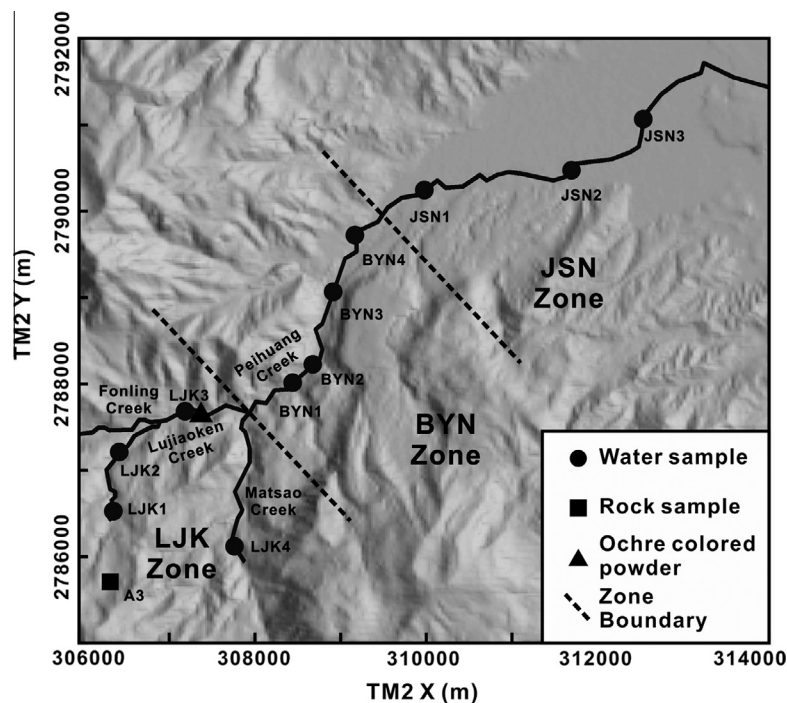 2792000
2790000
2788000
2786000
TM2 Y (m)
JSN3
JSN1
JSN2
BYN4
JSN
Zone
BYN3
Peihuang
Creek
BYN2
Fonling
Creek
LJK3
BYN1
Lujiaoken
Creek
BYN
Zone
LJK2
Matsao
Creek
LJK1
LJK
Zone
LJK4
A3
Water sample
Rock sample
Ochre colored
powder
Zone
Boundary
306000
308000
310000
312000
314000
TM2 X (m)